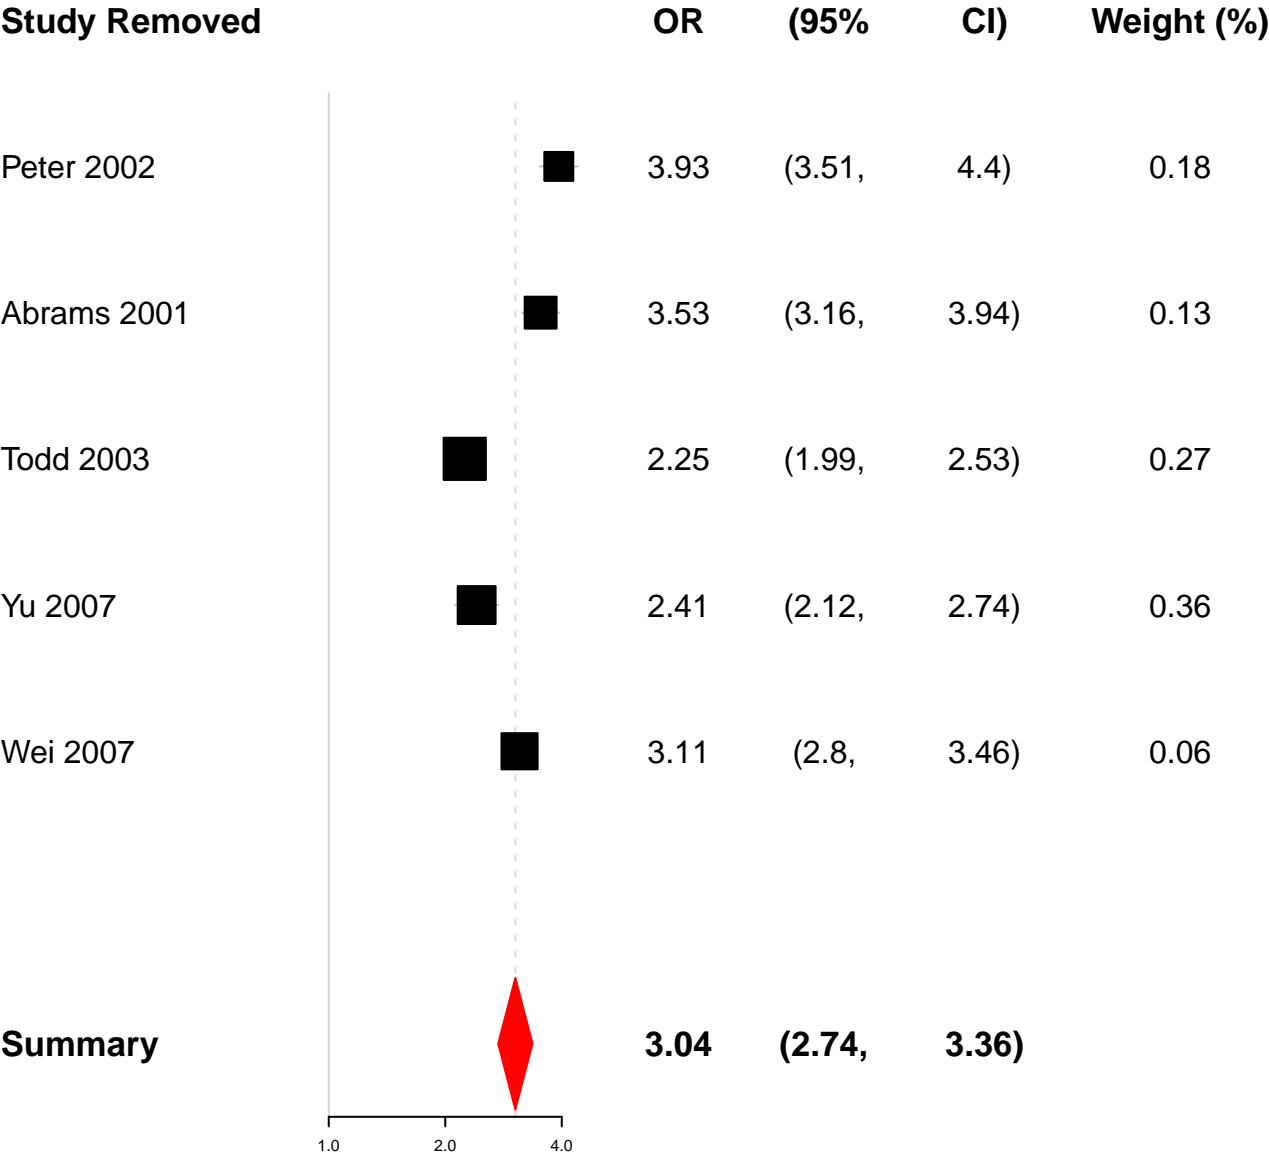 Study Removed OR (95% CI) Weight (%)
Peter 2002 3.93 (3.51, 4.4) 0.18
Abrams 2001 3.53 (3.16, 3.94) 0.13
Todd 2003 2.25 (1.99, 2.53) 0.27
Yu 2007 2.41 (2.12, 2.74) 0.36
Wei 2007 3.11 (2.8, 3.46) 0.06
Summary 3.04 (2.74, 3.36)
1.0 2.0 4.0